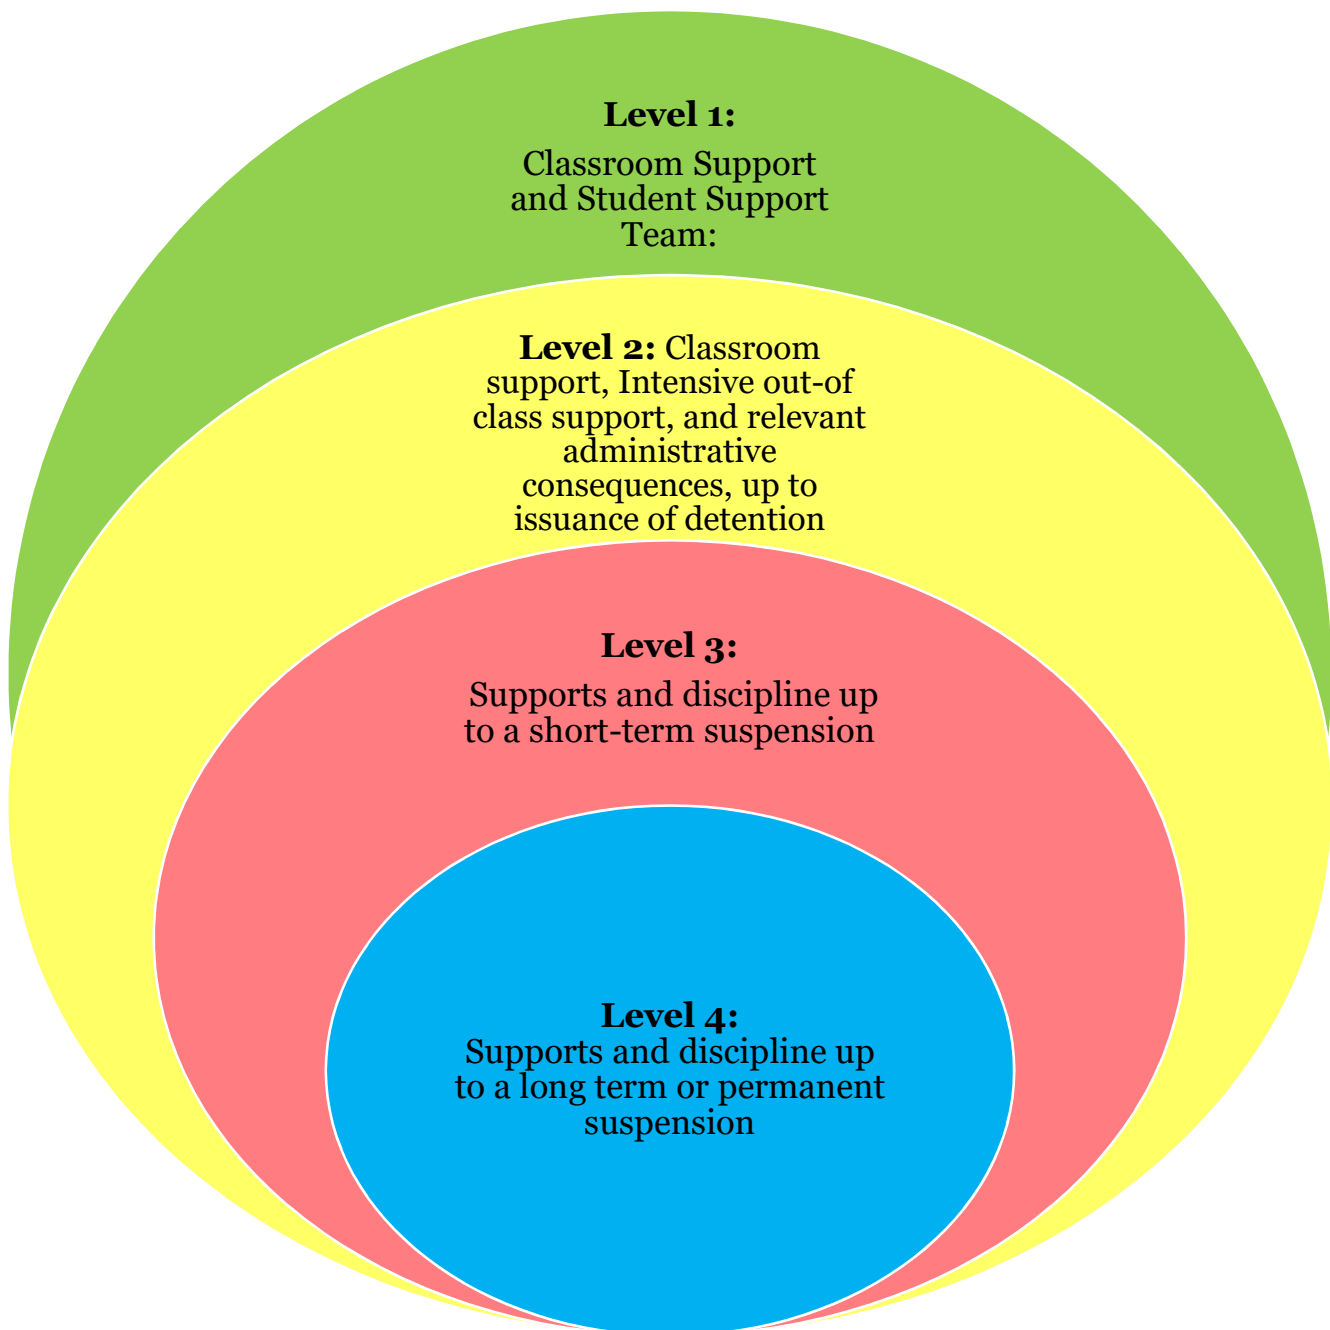 Level 1:
Classroom Support
and Student Support
Team:
Level 2: Classroom
support, Intensive out-of
class support, and relevant
administrative
consequences, up to
issuance of detention
Level 3:
Supports and discipline up
to a short-term suspension
Level 4:
Supports and discipline up
to a long term or permanent
suspension